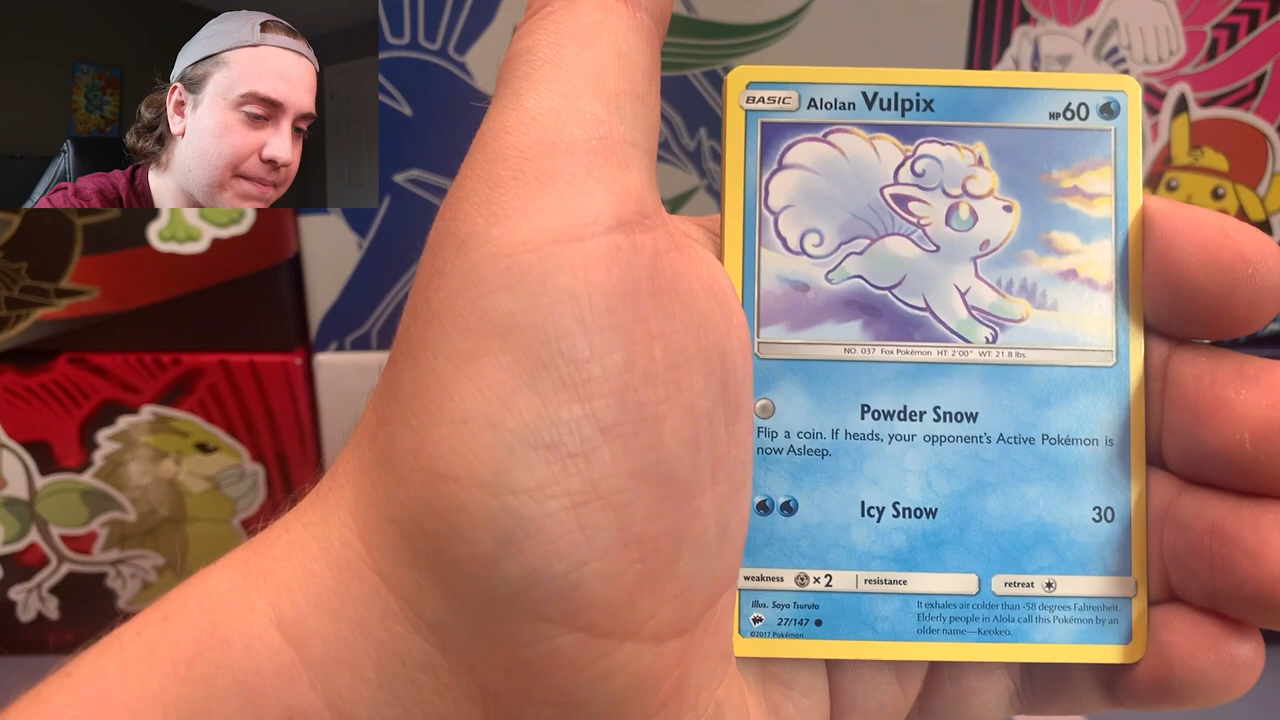 BASIC Alolan Vulpix HP60
NO. 037 Fox Pokémon HT: 2'00" WT: 21.8 lbs.
Powder Snow
Flip a coin. If heads, your opponent's Active Pokémon is
now Asleep.
Icy Snow 30
weakness ×2 resistance retreat
Illus. Saya Tsuruta
27/147
©2017 Pokémon
It exhales air colder than -58 degrees Fahrenheit.
Elderly people in Alola call this Pokémon by an
older name—Keokeo.